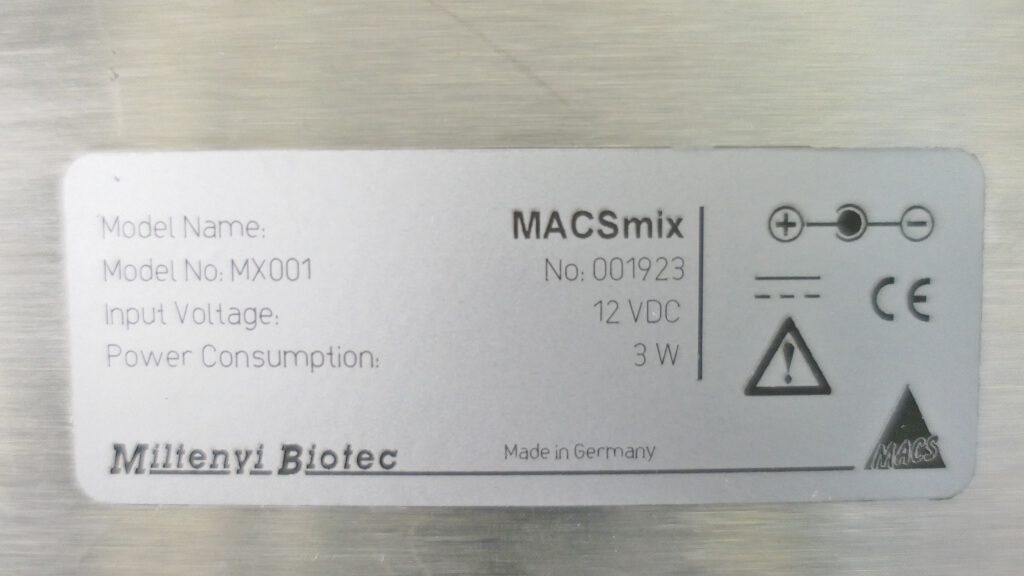 Model Name: MACSmix
Model No: MX001 No: 001923
Input Voltage: 12 VDC
Power Consumption: 3 W
CE
Miltenyi Biotec Made in Germany
MACS